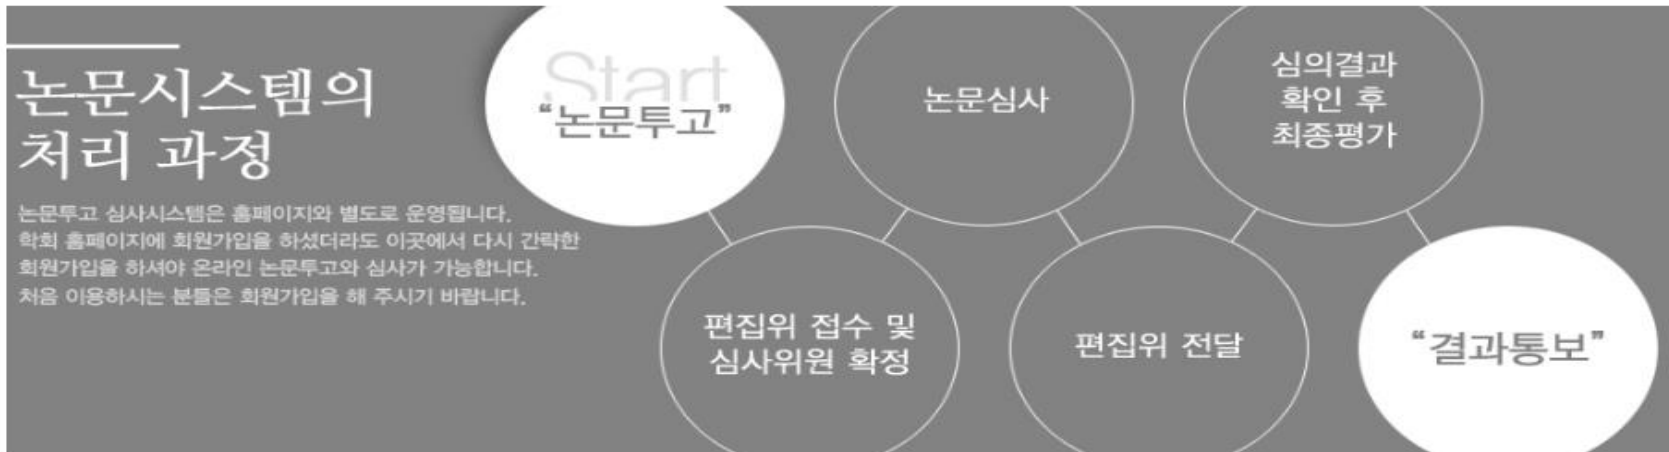 논문시스템의
처리 과정
논문투고 심사시스템은 홈페이지와 별도로 운영됩니다.
학회 홈페이지에 회원가입을 하셨더라도 이곳에서 다시 간략한
회원가입을 하셔야 온라인 논문투고와 심사가 가능합니다.
처음 이용하시는 분들은 회원가입을 해 주시기 바랍니다.
Start
“논문투고”
편집위 접수 및
심사위원 확정
논문심사
편집위 전달
심의결과
확인 후
최종평가
“결과통보”